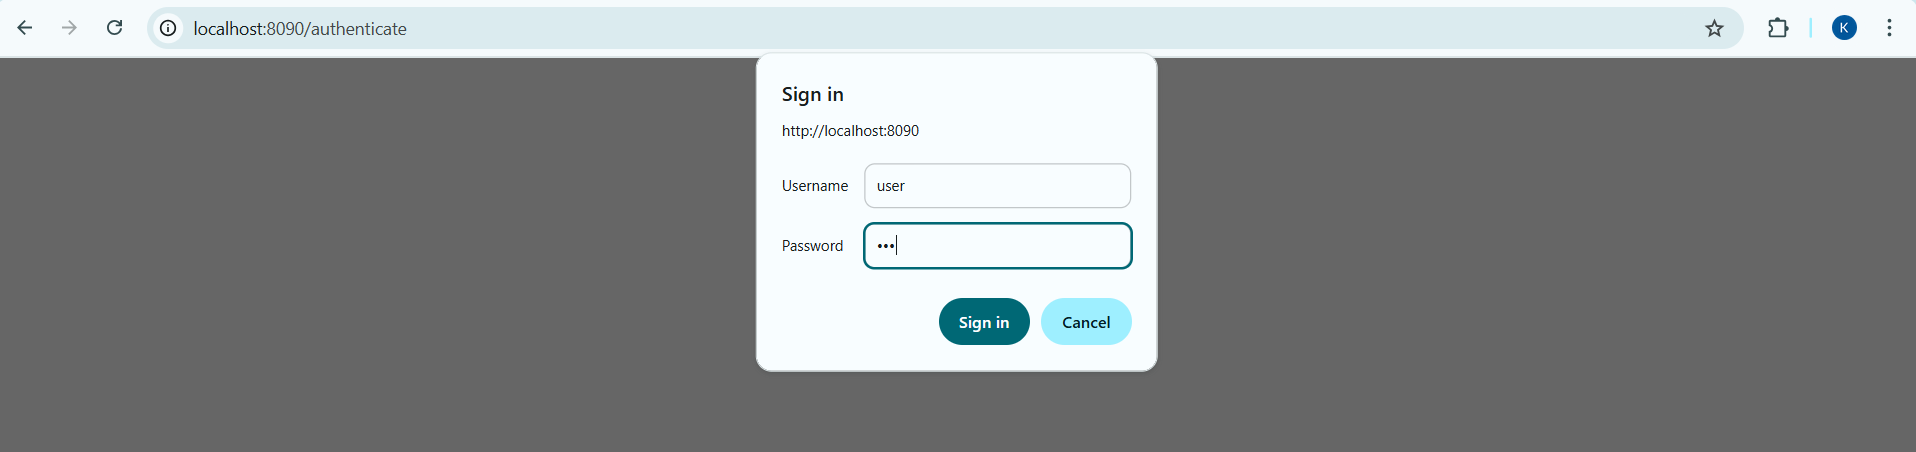 localhost:8090/authenticate
K
Sign in
http://localhost:8090
Username user
Password •••
Sign in Cancel